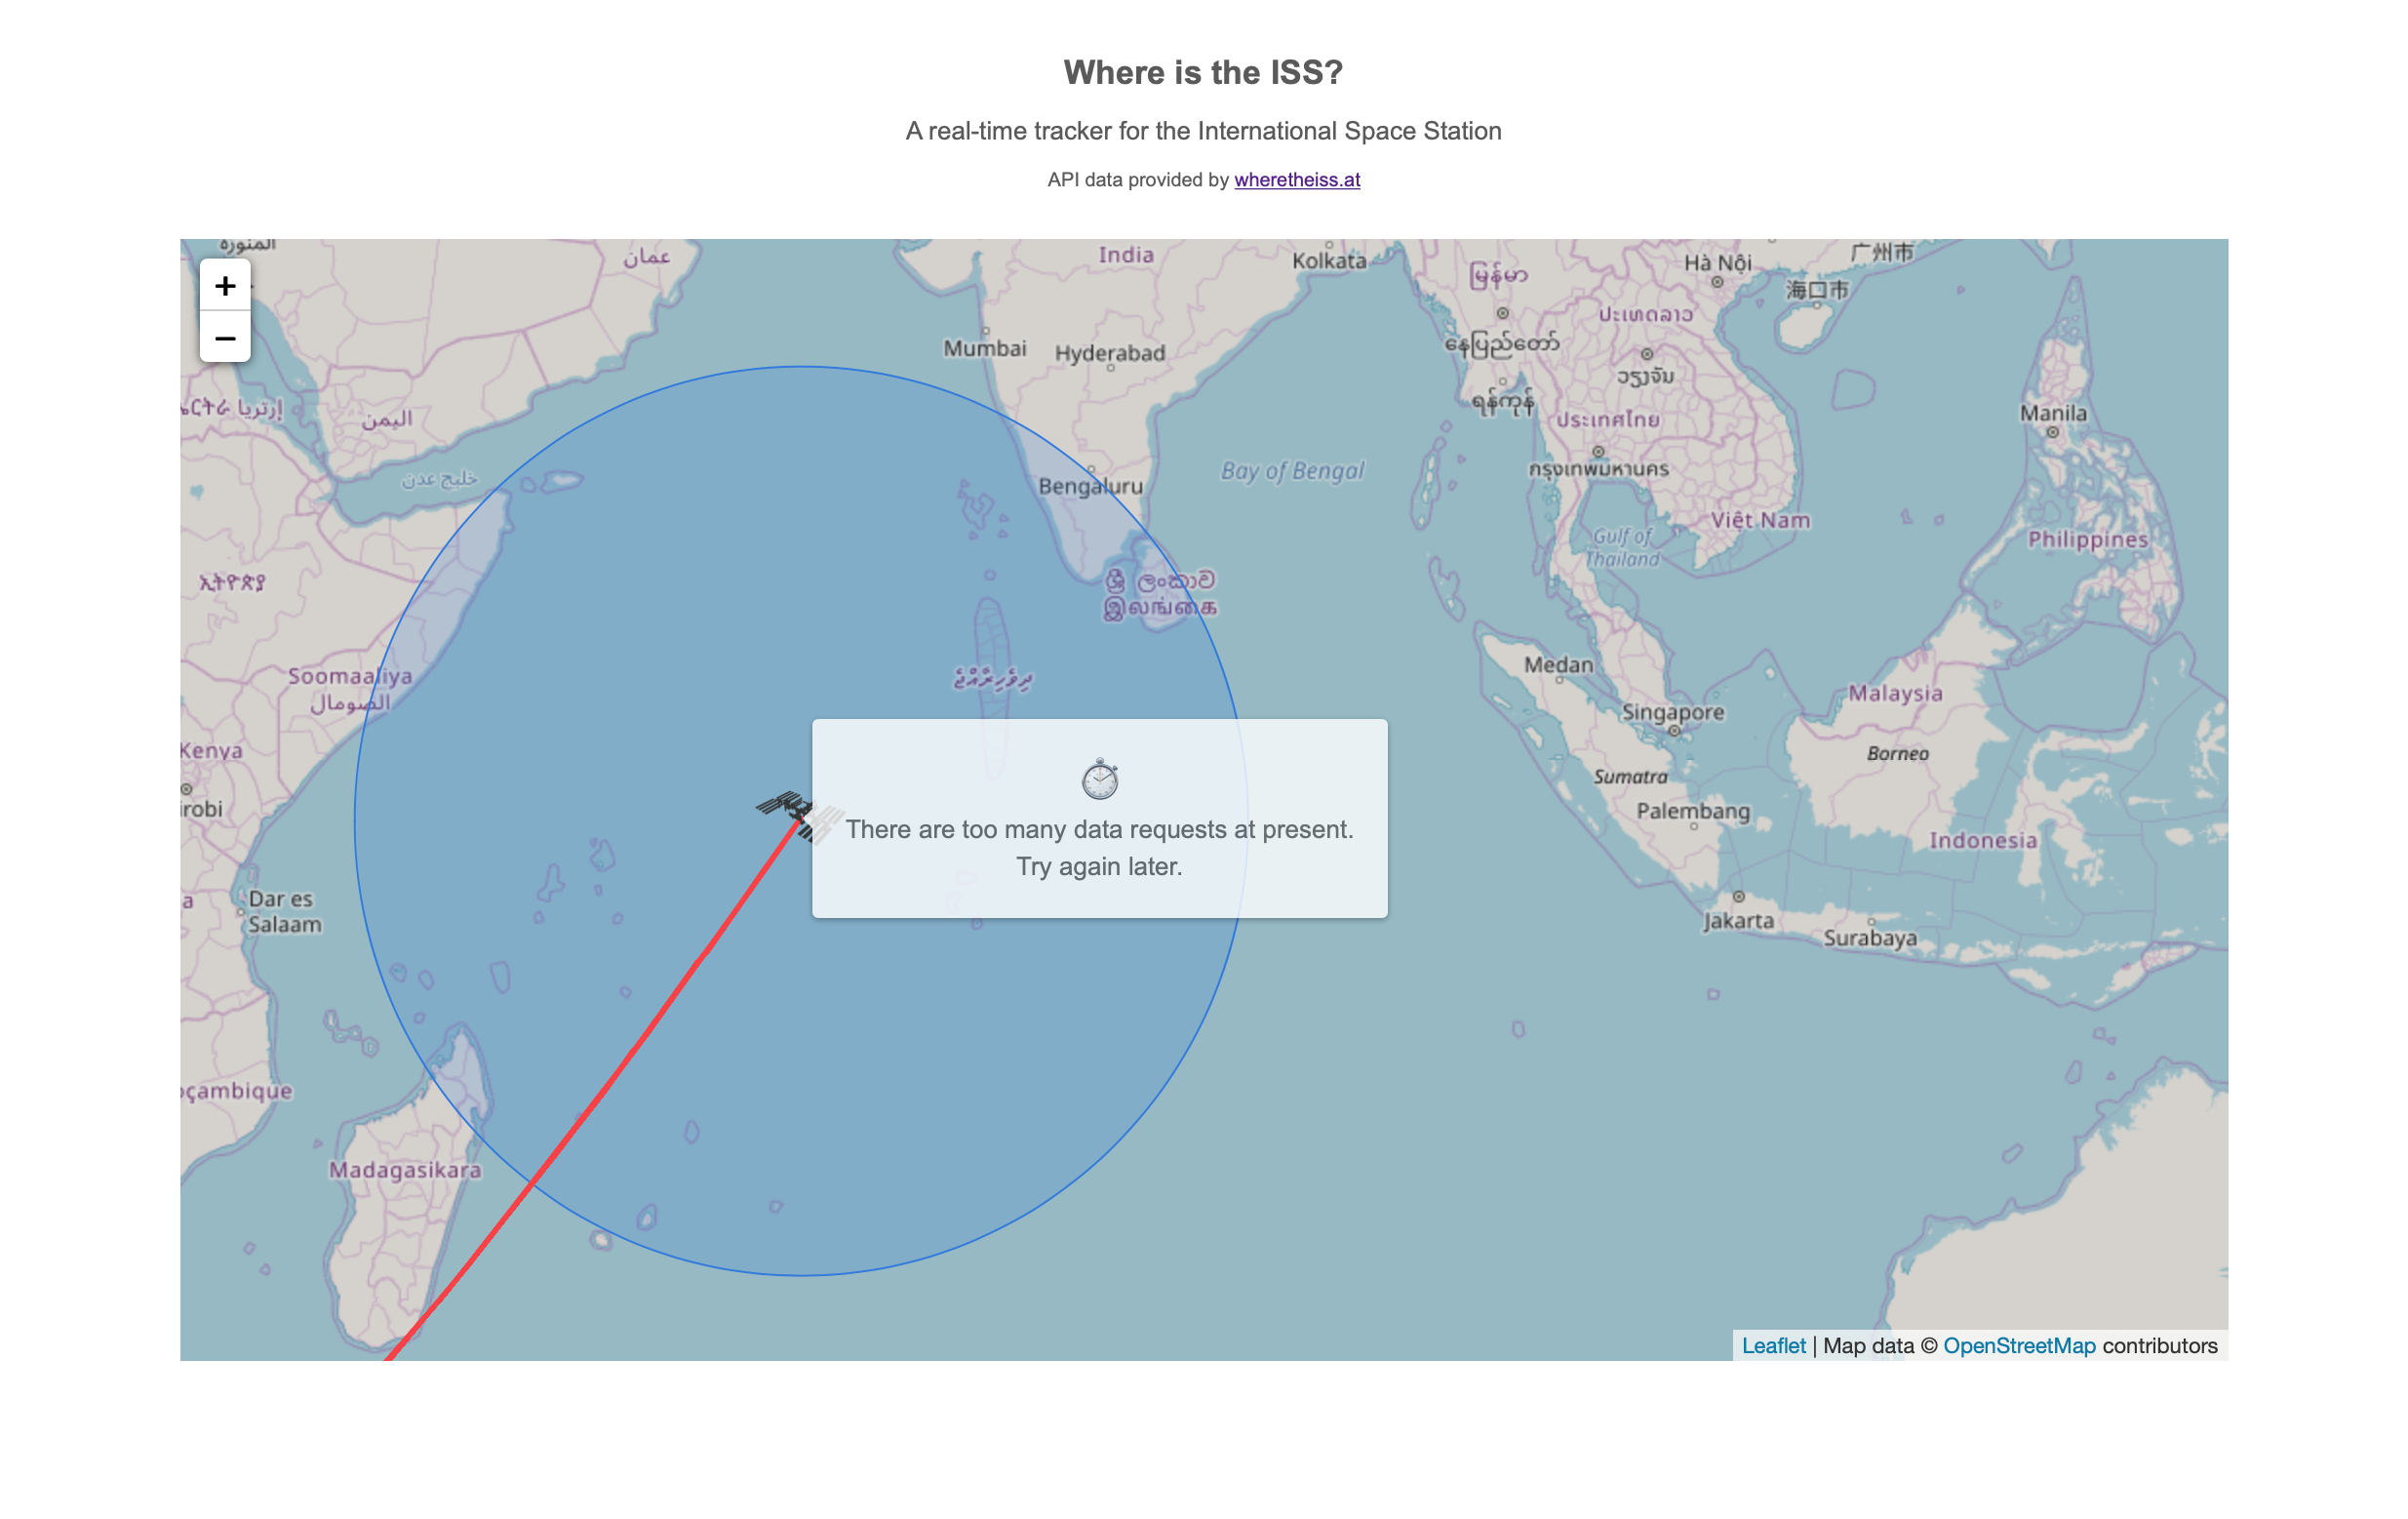 Where is the ISS?
A real-time tracker for the International Space Station
API data provided by wheretheiss.at
المنورة
عمان
India
Kolkata
မြန်မာ
Hà Nội
广州市
海口市
+
−
Mumbai
Hyderabad
နေပြည်တော်
ປະເທດລາວ
ວຽງຈັນ
ရန်ကုန်
إرتريا
اليمن
ประเทศไทย
Manila
خليج عدن
Bengaluru
Bay of Bengal
กรุงเทพมหานคร
Việt Nam
Gulf of
Thailand
Philippines
ኢትዮጵያ
ශ්‍රී ලංකාව
இலங்கை
Soomaaliya
الصومال
ދިވެހިރާއްޖެ
Medan
Malaysia
Singapore
Kenya
Borneo
Sumatra
irobi
Palembang
There are too many data requests at present.
Try again later.
Indonesia
a
Dar es
Salaam
Jakarta
Surabaya
çambique
Madagasikara
Leaflet | Map data © OpenStreetMap contributors